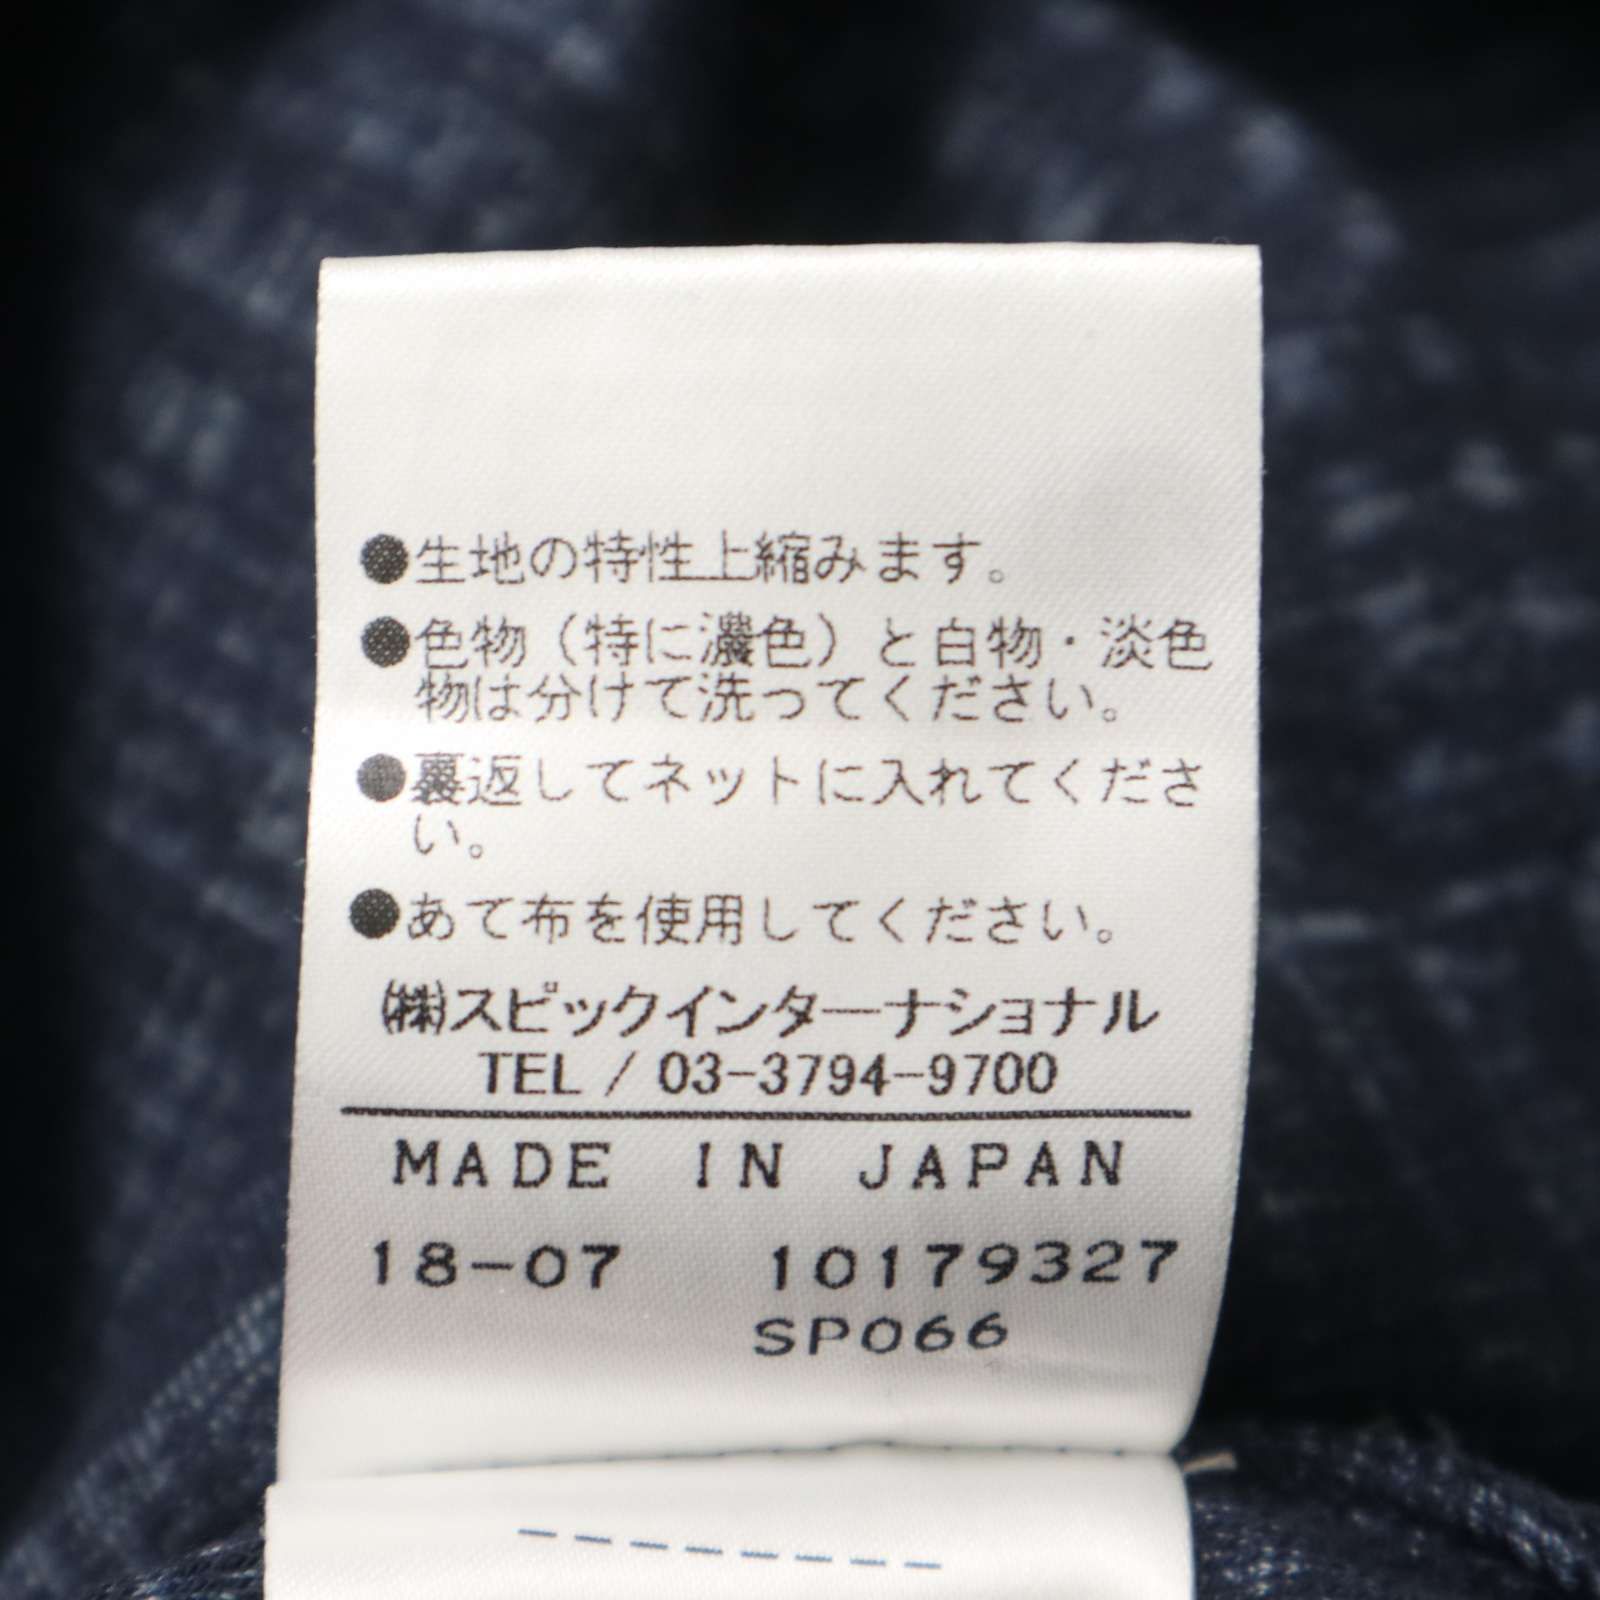 ●生地の特性上縮みます。
●色物（特に濃色）と白物・淡色
物は分けて洗ってください。
●裏返してネットに入れてくださ
い。
●あて布を使用してください。
㈱スピックインターナショナル
TEL / 03-3794-9700
MADE IN JAPAN
18-07 10179327
SP066